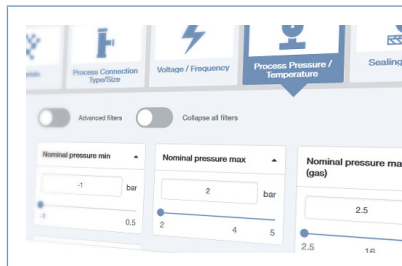 Process Connection
Type/Size
Voltage / Frequency
Process Pressure /
Temperature
Sealing
Advanced filters
Collapse all filters
Nominal pressure min
Nominal pressure max
Nominal pressure ma
(gas)
-1
bar
2
bar
2.5
-1
0.5
2
4
5
2.5
16